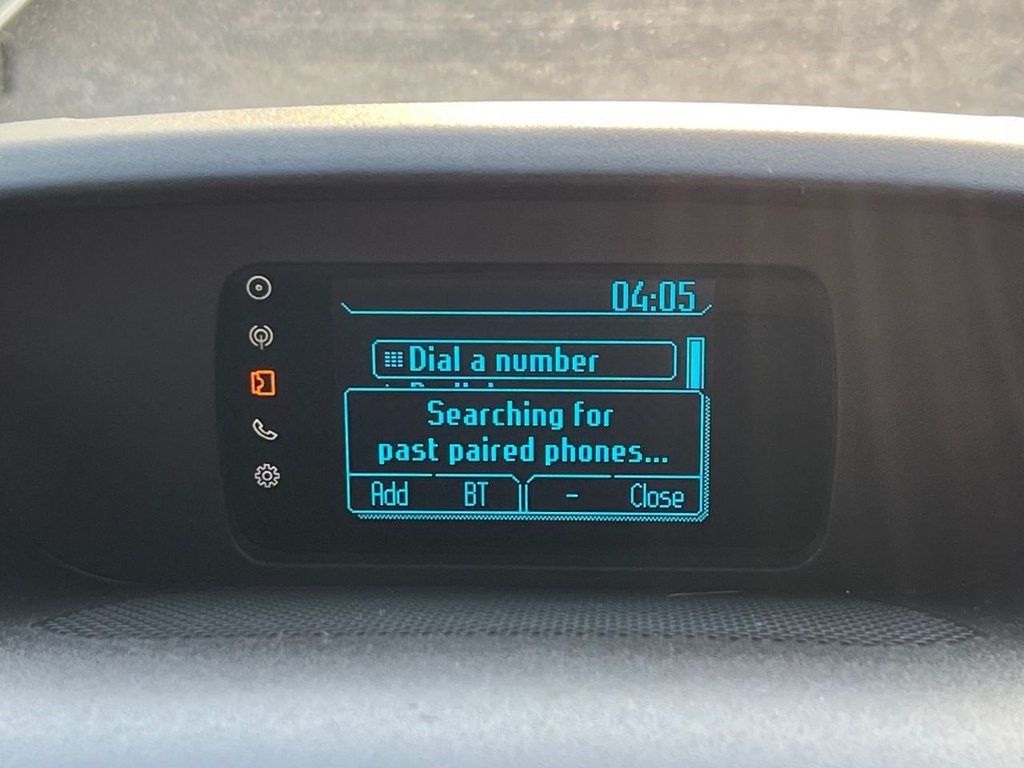 04:05
Dial a number
Searching for
past paired phones...
Add BT - Close